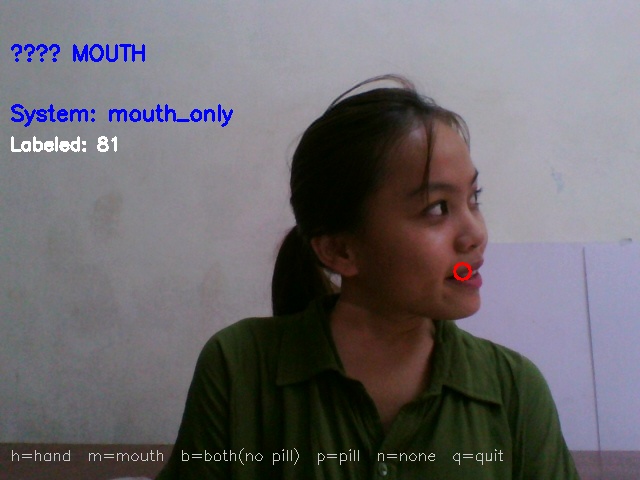 ???? MOUTH
System: mouth_only
Labeled: 81
h=hand m=mouth b=both(no pill) p=pill n=none q=quit